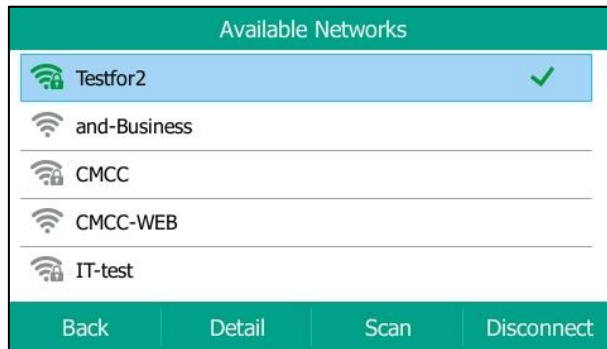 Available Networks
Testfor2
and-Business
CMCC
CMCC-WEB
IT-test
Back Detail Scan Disconnect